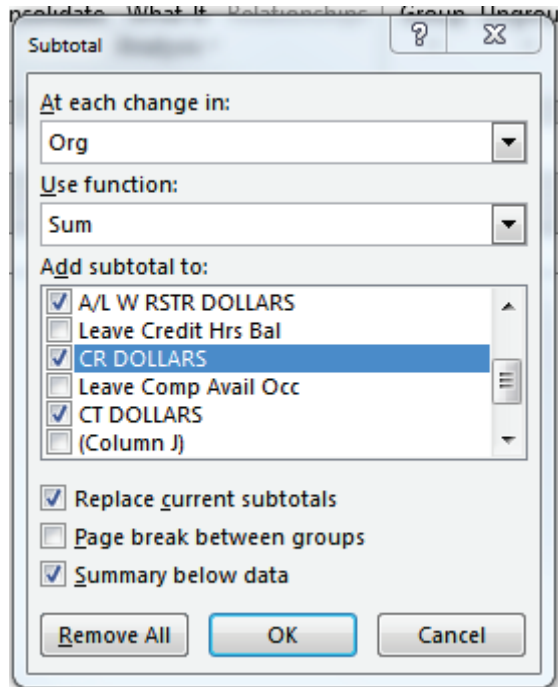 Subtotal
At each change in:
Org
Use function:
Sum
Add subtotal to:
A/L W RSTR DOLLARS
Leave Credit Hrs Bal
CR DOLLARS
Leave Comp Avail Occ
CT DOLLARS
(Column J)
Replace current subtotals
Page break between groups
Summary below data
Remove All OK Cancel